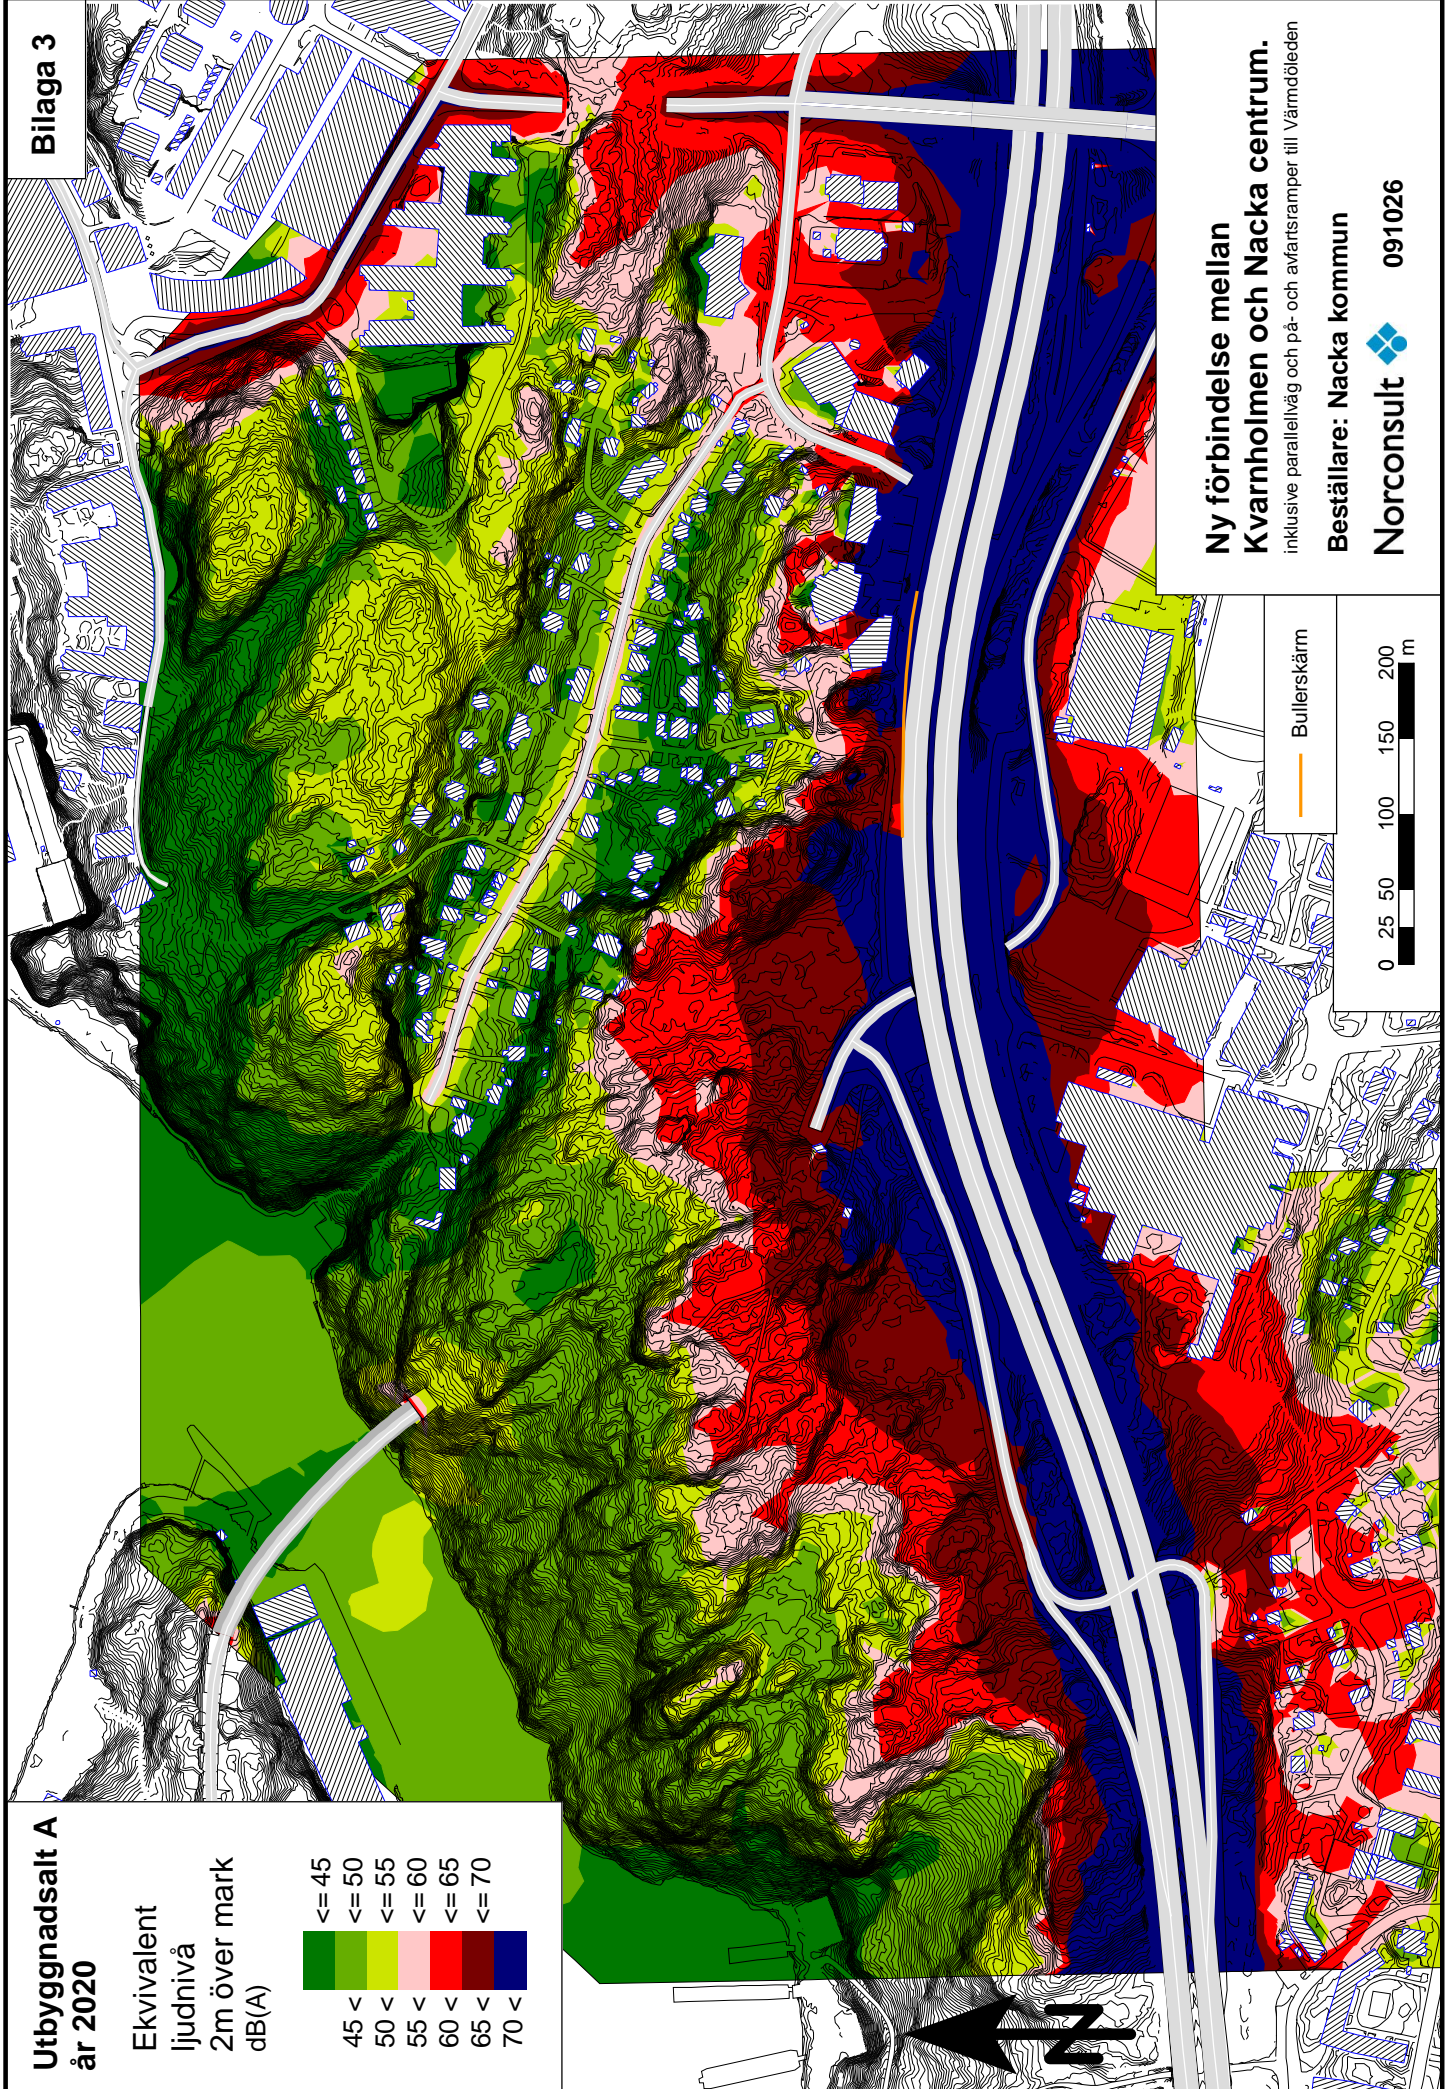 Utbyggnadsalt A
år 2020
Ekvivalent
ljudnivå
2m över mark
dB(A)
<= 45
45 < <= 50
50 < <= 55
55 < <= 60
60 < <= 65
65 < <= 70
70 <
Bilaga 3
N
Bullerskärm
0 25 50 100 150 200
m
Ny förbindelse mellan
Kvarnholmen och Nacka centrum.
inklusive parallellväg och på- och avfartsramper till Värmdöleden
Beställare: Nacka kommun
Norconsult 091026